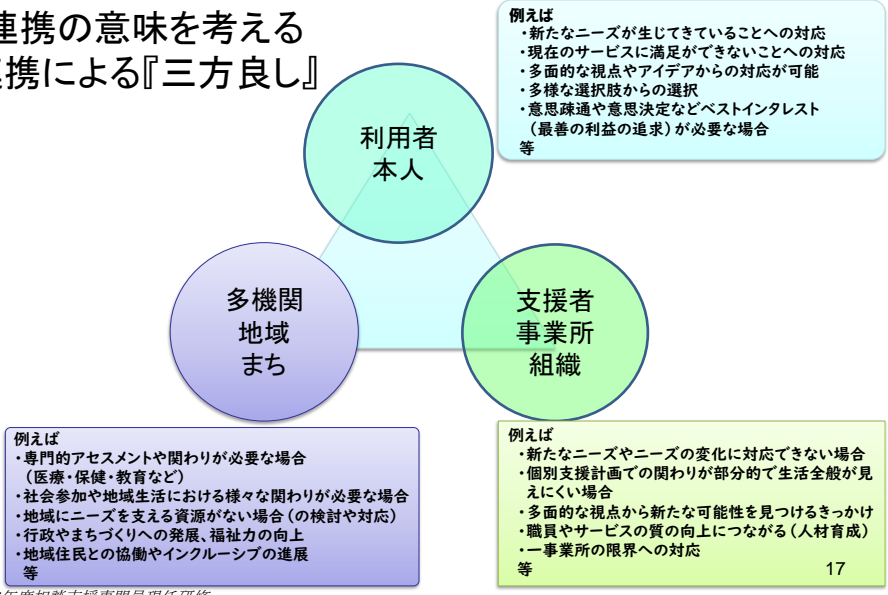 連携の意味を考える
連携による『三方良し』
例えば
・新たなニーズが生じてきていることへの対応
・現在のサービスに満足ができないことへの対応
・多面的な視点やアイデアからの対応が可能
・多様な選択肢からの選択
・意思疎通や意思決定などベストインタレスト
（最善の利益の追求）が必要な場合
等
利用者
本人
多機関
地域
まち
支援者
事業所
組織
例えば
・専門的アセスメントや関わりが必要な場合
（医療・保健・教育など）
・社会参加や地域生活における様々な関わりが必要な場合
・地域にニーズを支える資源がない場合（の検討や対応）
・行政やまちづくりへの発展、福祉力の向上
・地域住民との協働やインクルーシブの進展
等
例えば
・新たなニーズやニーズの変化に対応できない場合
・個別支援計画での関わりが部分的で生活全般が見
えにくい場合
・多面的な視点から新たな可能性を見つけるきっかけ
・職員やサービスの質の向上につながる（人材育成）
・一事業所の限界への対応
等
17
年度相談支援専門員現任研修